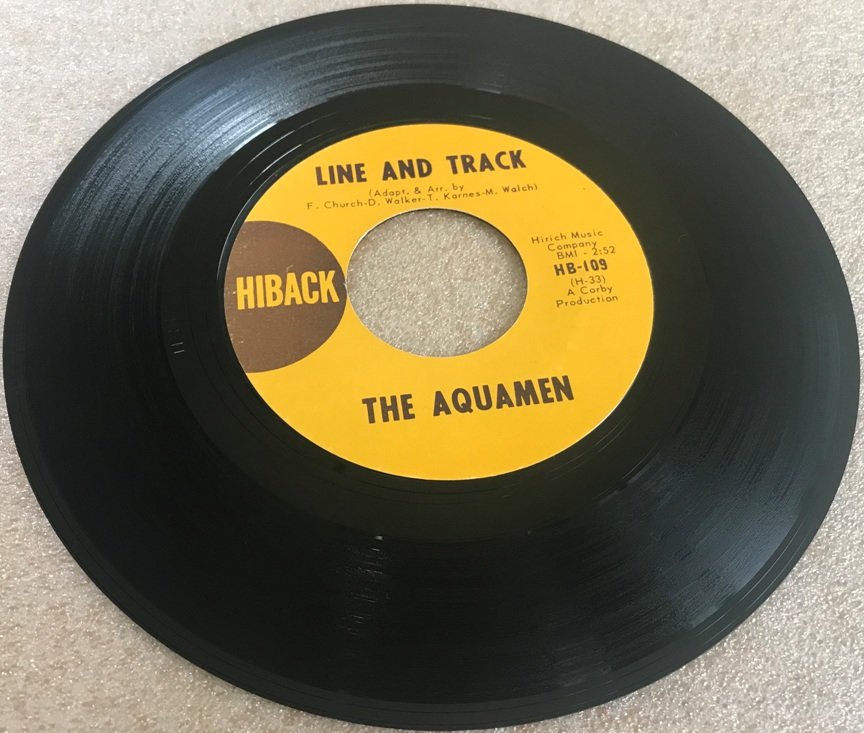 LINE AND TRACK
(Adapt. & Arr. by
F. Church-D. Walker-T. Karnes-M. Walch)
HIBACK
Hirich Music
Company
BMI - 2:52
HB-109
(H-33)
A Corby
Production
THE AQUAMEN